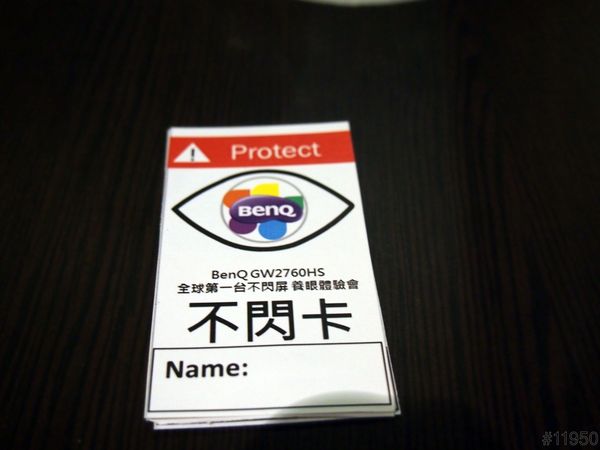 Protect
BenQ
BenQ GW2760HS
全球第一台不閃屏 養眼體驗會
不閃卡
Name:
#11950